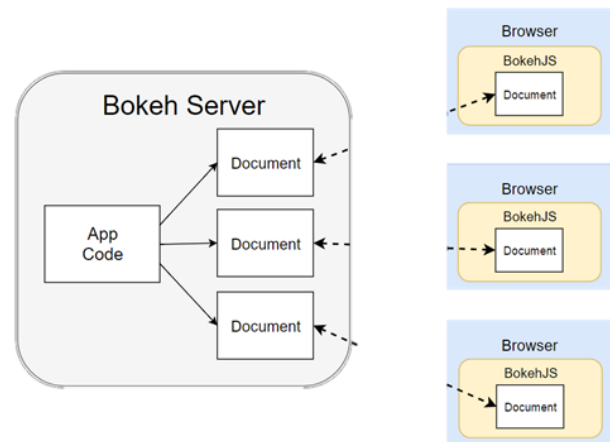 Bokeh Server
App
Code
Document
Document
Document
Browser
BokehJS
Document
Browser
BokehJS
Document
Browser
BokehJS
Document